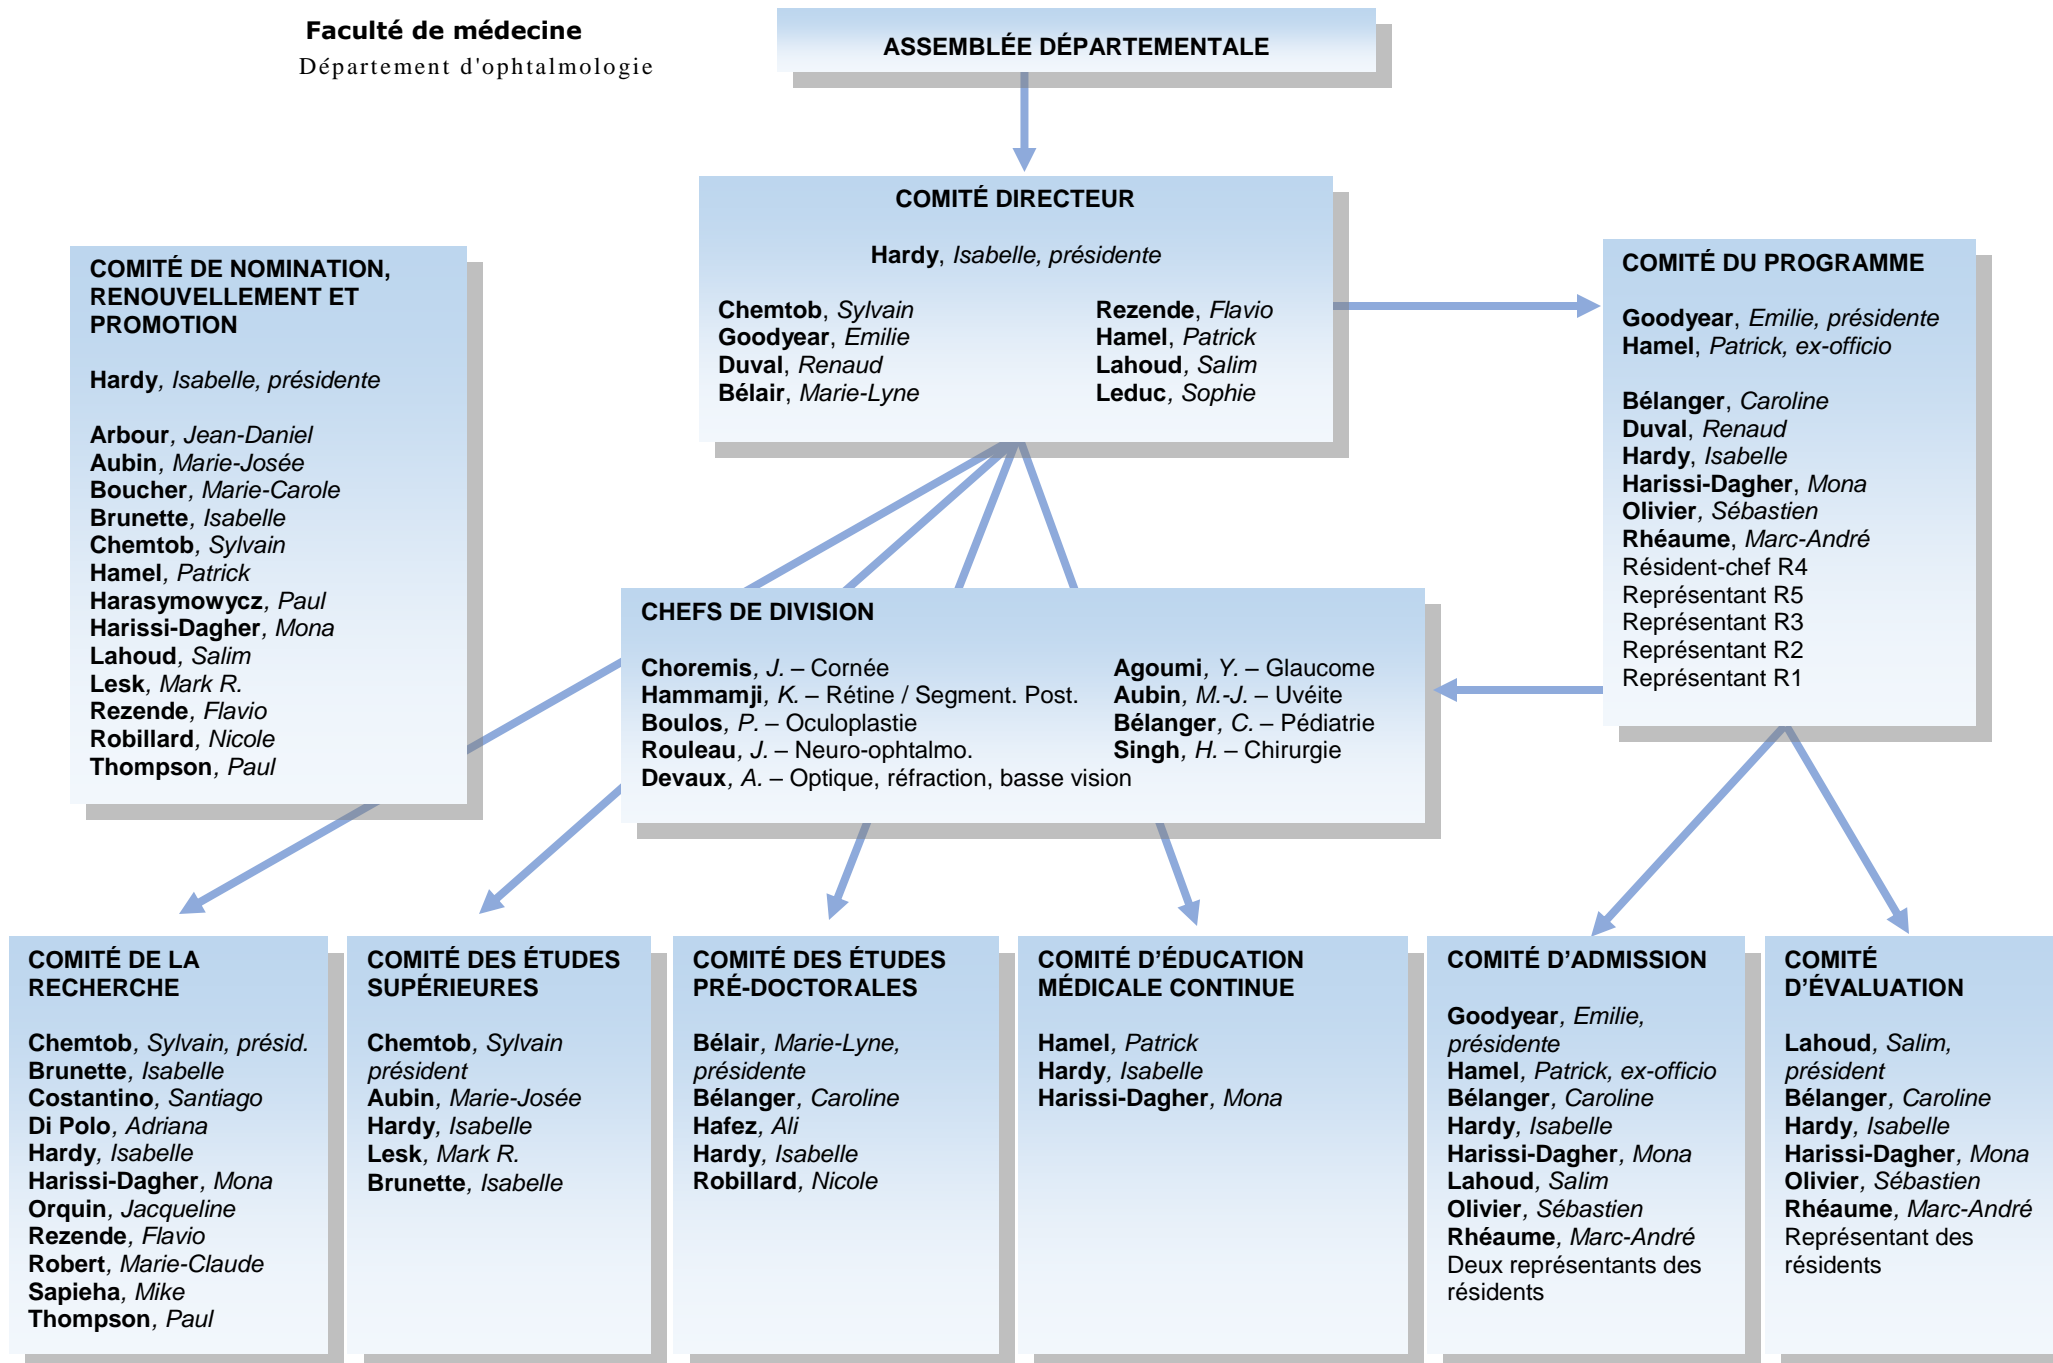 Faculté de médecine
Département d'ophtalmologie
ASSEMBLÉE DÉPARTEMENTALE
COMITÉ DIRECTEUR
Hardy, Isabelle, présidente
Chemtob, Sylvain
Goodyear, Emilie
Duval, Renaud
Bélair, Marie-Lyne
Rezende, Flavio
Hamel, Patrick
Lahoud, Salim
Leduc, Sophie
COMITÉ DE NOMINATION,
RENOUVELLEMENT ET
PROMOTION
Hardy, Isabelle, présidente
Arbour, Jean-Daniel
Aubin, Marie-Josée
Boucher, Marie-Carole
Brunette, Isabelle
Chemtob, Sylvain
Hamel, Patrick
Harasymowycz, Paul
Harissi-Dagher, Mona
Lahoud, Salim
Lesk, Mark R.
Rezende, Flavio
Robillard, Nicole
Thompson, Paul
COMITÉ DU PROGRAMME
Goodyear, Emilie, présidente
Hamel, Patrick, ex-officio
Bélanger, Caroline
Duval, Renaud
Hardy, Isabelle
Harissi-Dagher, Mona
Olivier, Sébastien
Rhéaume, Marc-André
Résident-chef R4
Représentant R5
Représentant R3
Représentant R2
Représentant R1
CHEFS DE DIVISION
Choremis, J. – Cornée
Hammamji, K. – Rétine / Segment. Post.
Boulos, P. – Oculoplastie
Rouleau, J. – Neuro-ophtalmo.
Devaux, A. – Optique, réfraction, basse vision
Agoumi, Y. – Glaucome
Aubin, M.-J. – Uvéite
Bélanger, C. – Pédiatrie
Singh, H. – Chirurgie
COMITÉ DE LA
RECHERCHE
Chemtob, Sylvain, présid.
Brunette, Isabelle
Costantino, Santiago
Di Polo, Adriana
Hardy, Isabelle
Harissi-Dagher, Mona
Orquin, Jacqueline
Rezende, Flavio
Robert, Marie-Claude
Sapieha, Mike
Thompson, Paul
COMITÉ DES ÉTUDES
SUPÉRIEURES
Chemtob, Sylvain
président
Aubin, Marie-Josée
Hardy, Isabelle
Lesk, Mark R.
Brunette, Isabelle
COMITÉ DES ÉTUDES
PRÉ-DOCTORALES
Bélair, Marie-Lyne,
présidente
Bélanger, Caroline
Hafez, Ali
Hardy, Isabelle
Robillard, Nicole
COMITÉ D'ÉDUCATION
MÉDICALE CONTINUE
Hamel, Patrick
Hardy, Isabelle
Harissi-Dagher, Mona
COMITÉ D'ADMISSION
Goodyear, Emilie,
présidente
Hamel, Patrick, ex-officio
Bélanger, Caroline
Hardy, Isabelle
Harissi-Dagher, Mona
Lahoud, Salim
Olivier, Sébastien
Rhéaume, Marc-André
Deux représentants des
résidents
COMITÉ
D'ÉVALUATION
Lahoud, Salim,
président
Bélanger, Caroline
Hardy, Isabelle
Harissi-Dagher, Mona
Olivier, Sébastien
Rhéaume, Marc-André
Représentant des
résidents